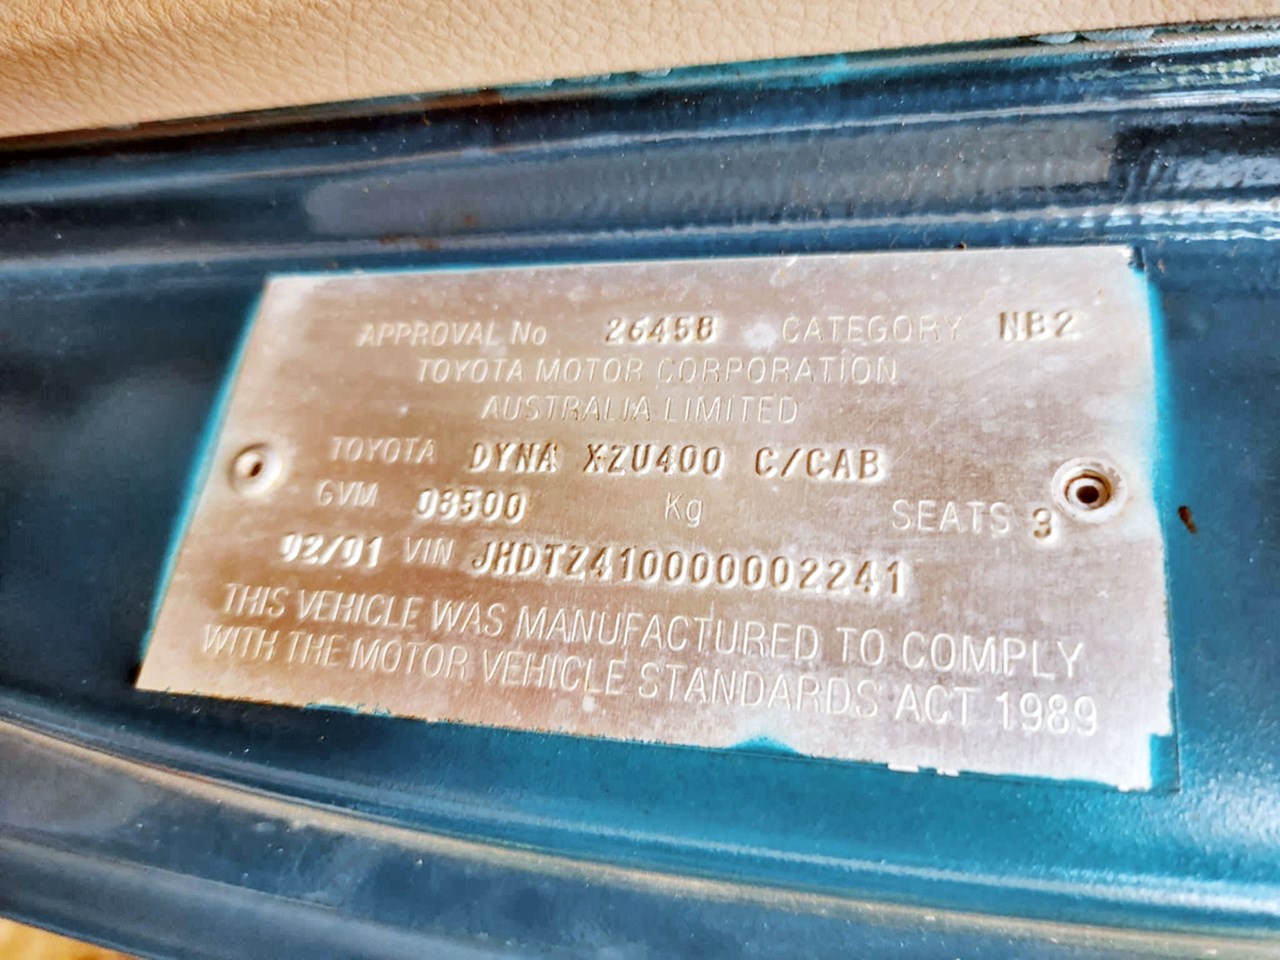 APPROVAL No 26458 CATEGORY NB2
TOYOTA MOTOR CORPORATION
AUSTRALIA LIMITED
TOYOTA DYNA XZU400 C/CAB
GVM 08500 Kg SEATS 3
02/01 VIN JHDTZ4100000002241
THIS VEHICLE WAS MANUFACTURED TO COMPLY
WITH THE MOTOR VEHICLE STANDARDS ACT 1989